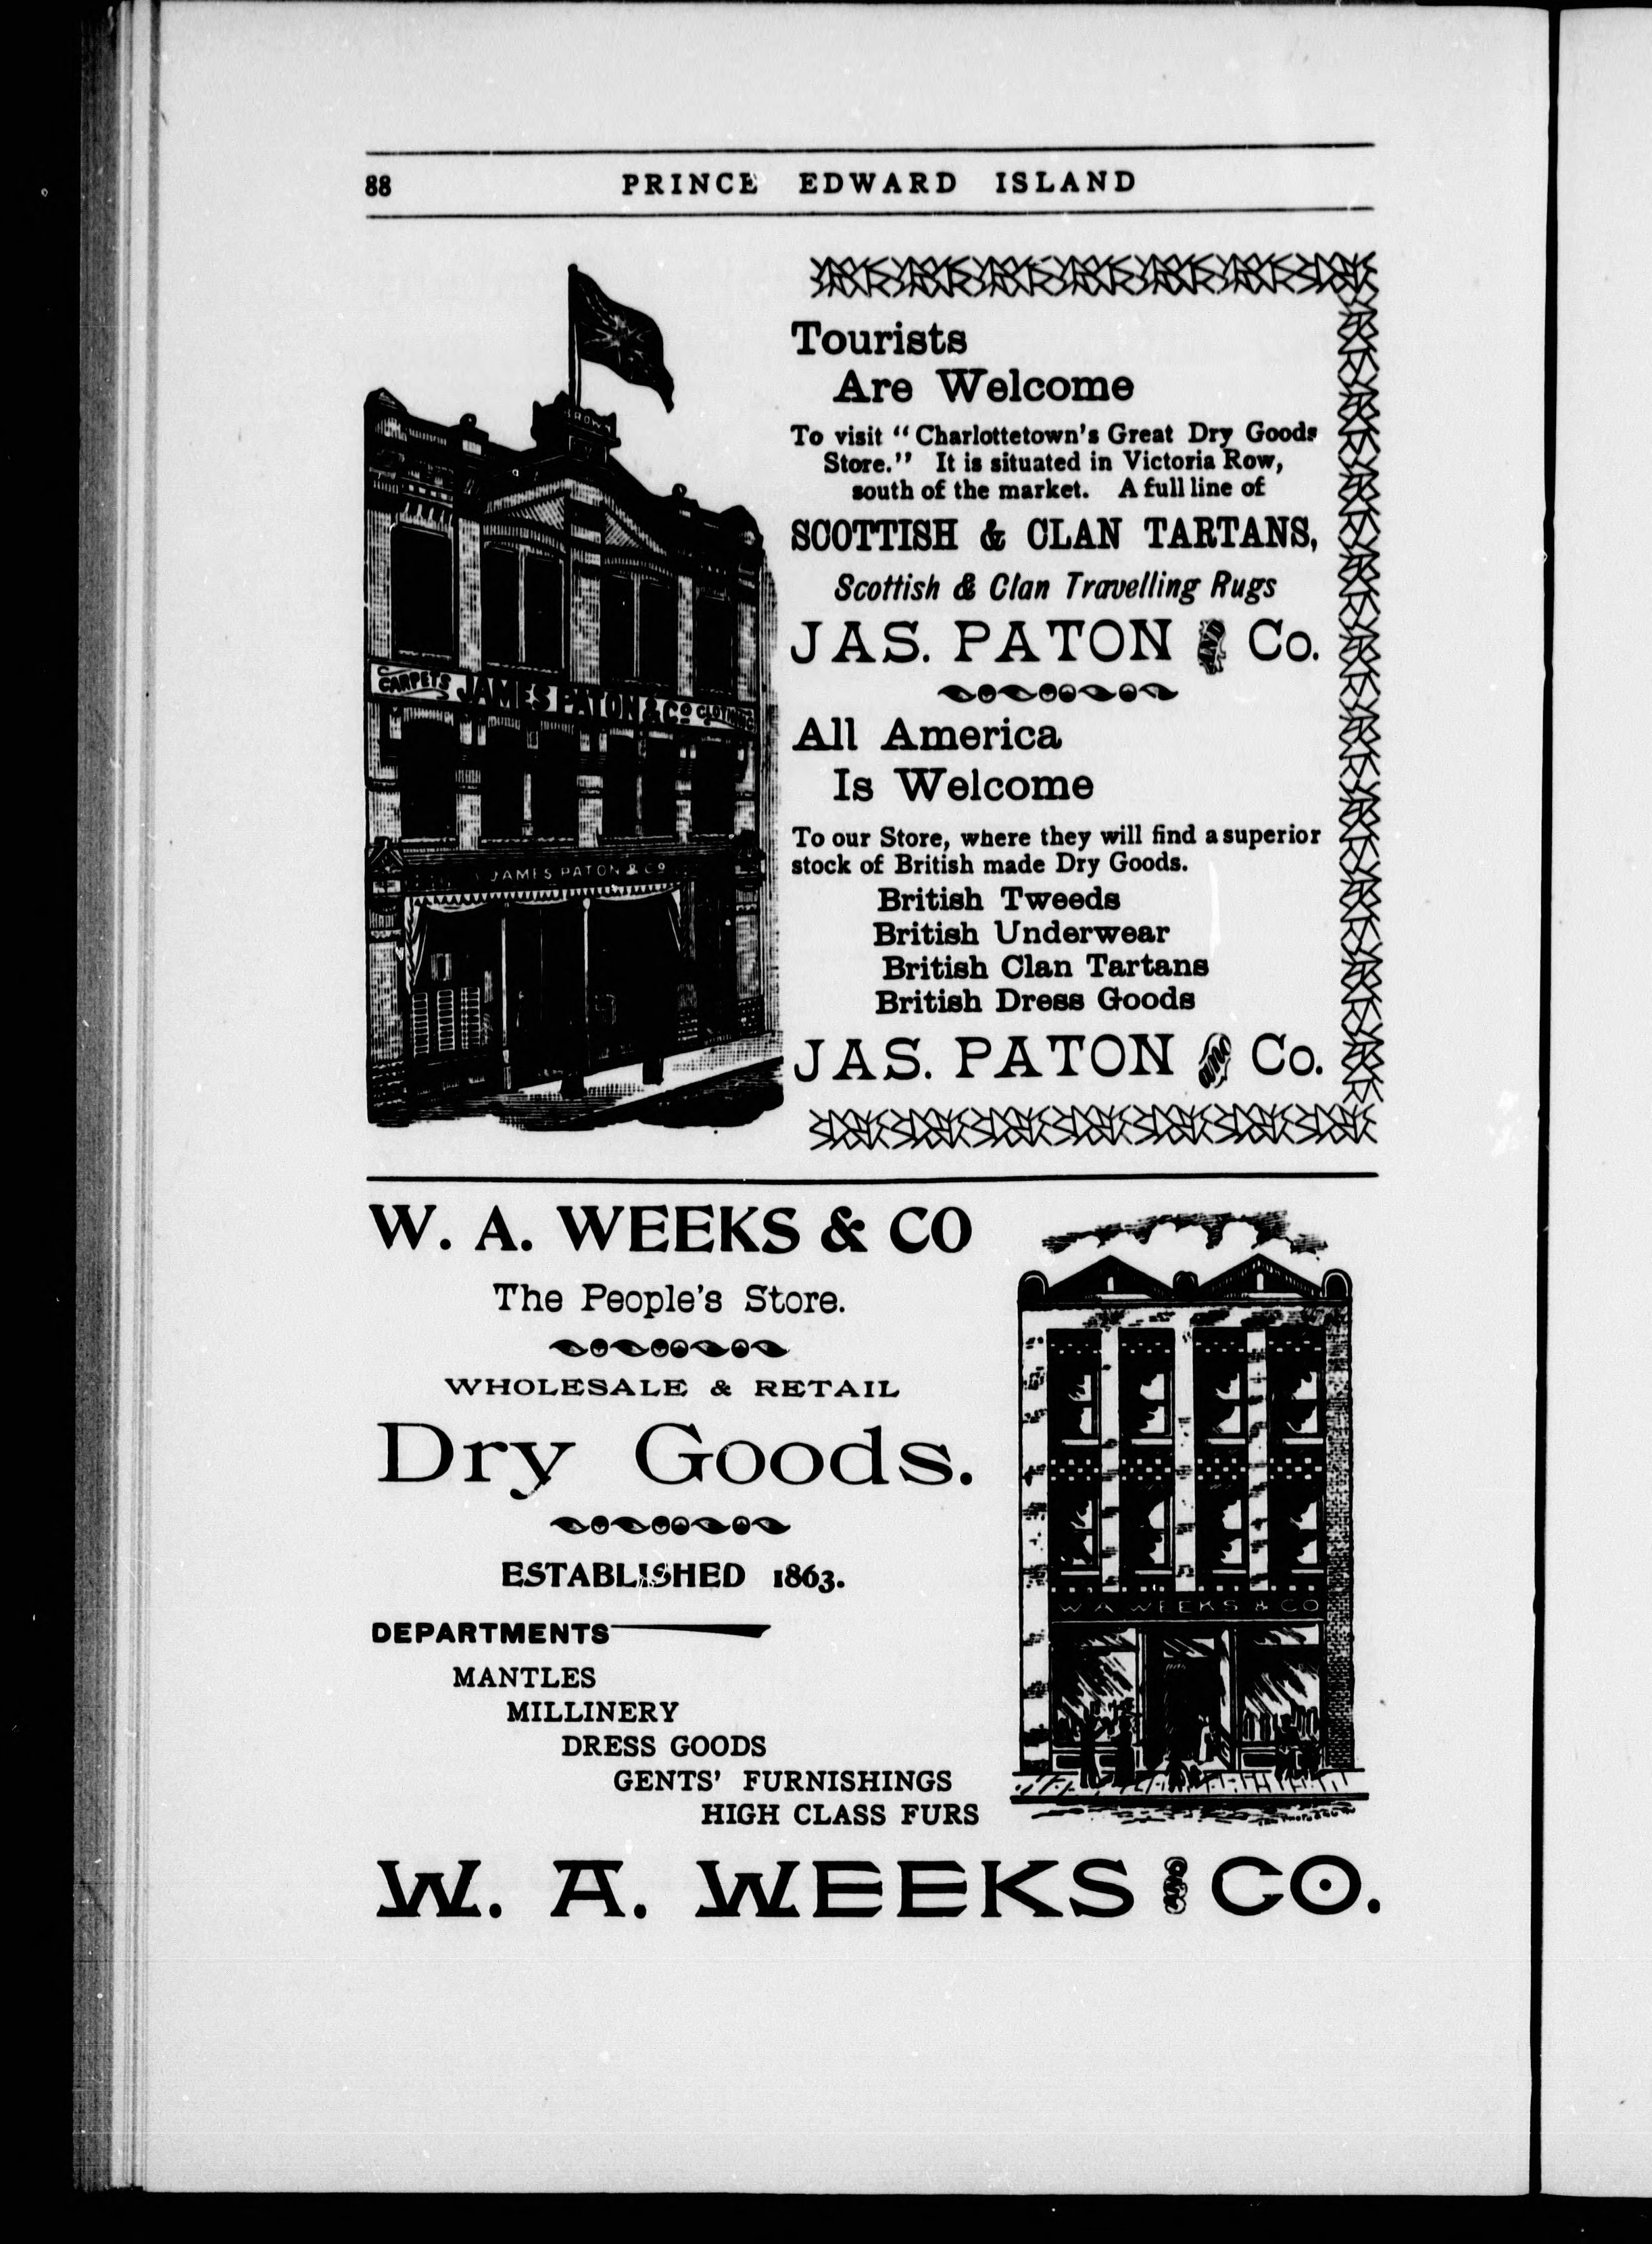 88 PRINCE EDWARD ISLAND
BROWN
CARPETS JAMES PATON & Co CLOTHING
JAMES PATON & Co
Tourists
Are Welcome
To visit "Charlottetown's Great Dry Goods
Store." It is situated in Victoria Row,
south of the market. A full line of
SCOTTISH & CLAN TARTANS,
Scottish & Clan Travelling Rugs
JAS. PATON & Co.
All America
Is Welcome
To our Store, where they will find a superior
stock of British made Dry Goods.
British Tweeds
British Underwear
British Clan Tartans
British Dress Goods
JAS. PATON & Co.
W. A. WEEKS & CO
The People's Store.
WHOLESALE & RETAIL
Dry Goods.
ESTABLISHED 1863.
DEPARTMENTS
MANTLES
MILLINERY
DRESS GOODS
GENTS' FURNISHINGS
HIGH CLASS FURS
W A WEEKS & CO
W. A. WEEKS & CO.